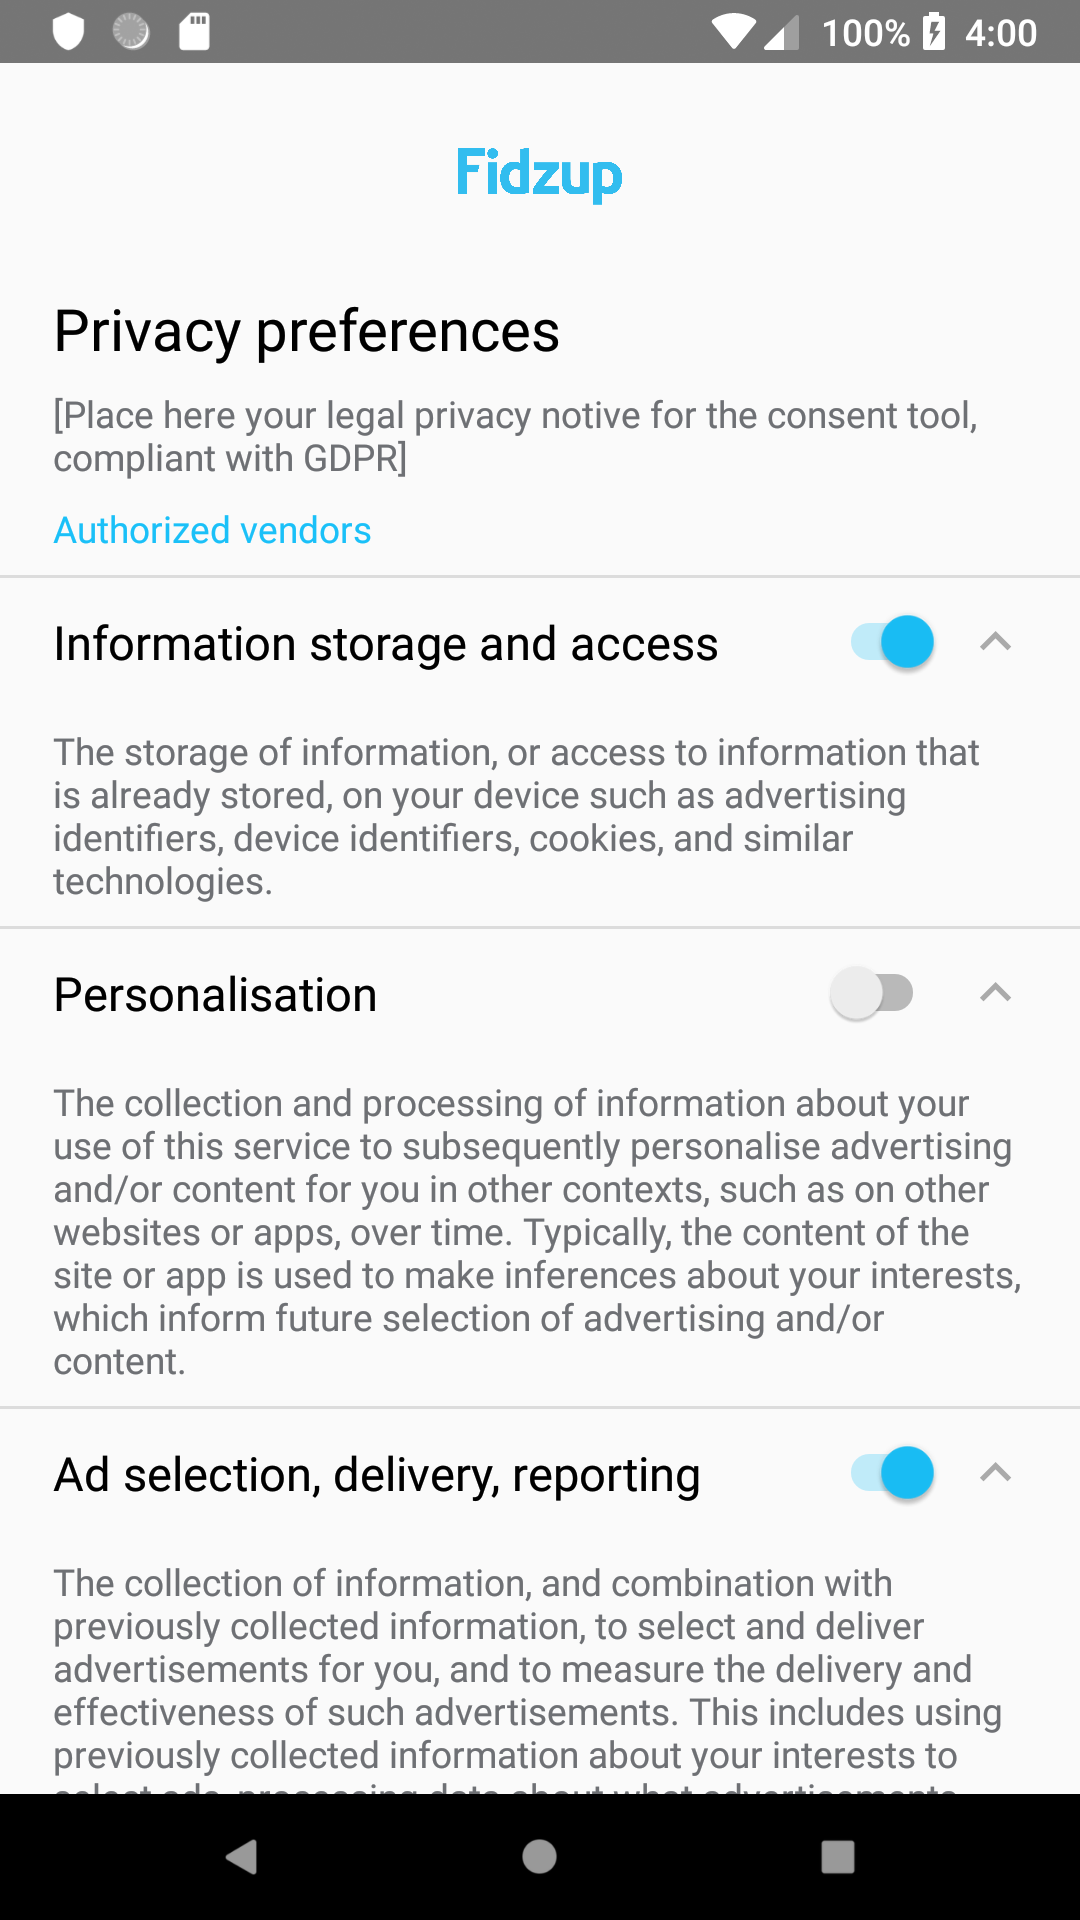 100% 4:00
Fidzup
Privacy preferences
[Place here your legal privacy notive for the consent tool,
compliant with GDPR]
Authorized vendors
Information storage and access
The storage of information, or access to information that
is already stored, on your device such as advertising
identifiers, device identifiers, cookies, and similar
technologies.
Personalisation
The collection and processing of information about your
use of this service to subsequently personalise advertising
and/or content for you in other contexts, such as on other
websites or apps, over time. Typically, the content of the
site or app is used to make inferences about your interests,
which inform future selection of advertising and/or
content.
Ad selection, delivery, reporting
The collection of information, and combination with
previously collected information, to select and deliver
advertisements for you, and to measure the delivery and
effectiveness of such advertisements. This includes using
previously collected information about your interests to
select ads, processing data about what advertisements